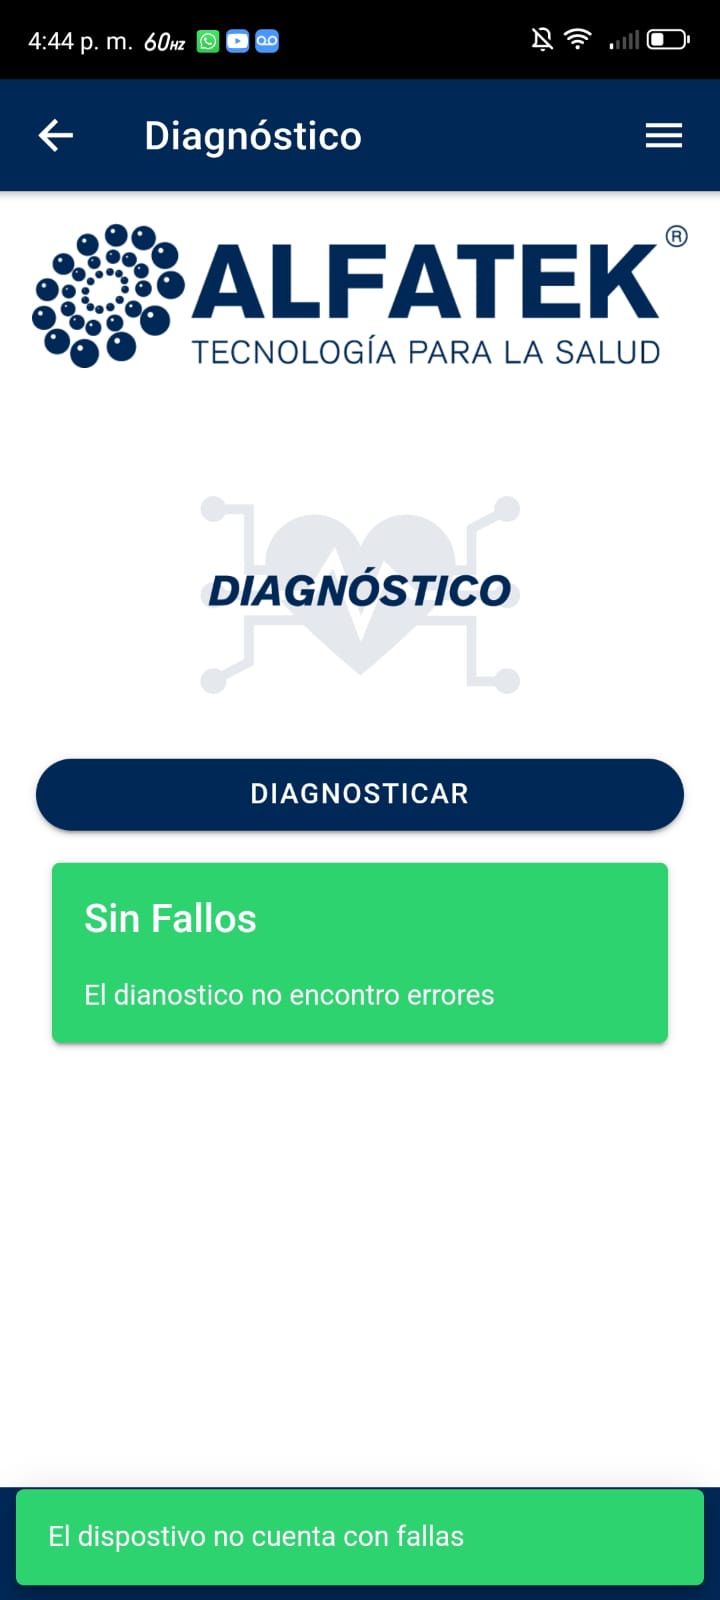 4:44 p. m. 60HZ
Diagnóstico
ALFATEK®
TECNOLOGÍA PARA LA SALUD
DIAGNÓSTICO
DIAGNOSTICAR
Sin Fallos
El dianostico no encontro errores
El dispostivo no cuenta con fallas